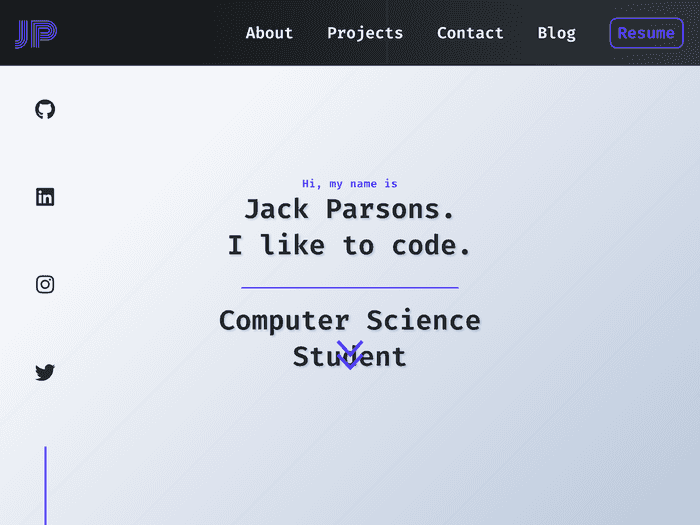 JP
About
Projects
Contact
Blog
Resume
Hi, my name is
Jack Parsons.
I like to code.
Computer Science
Student